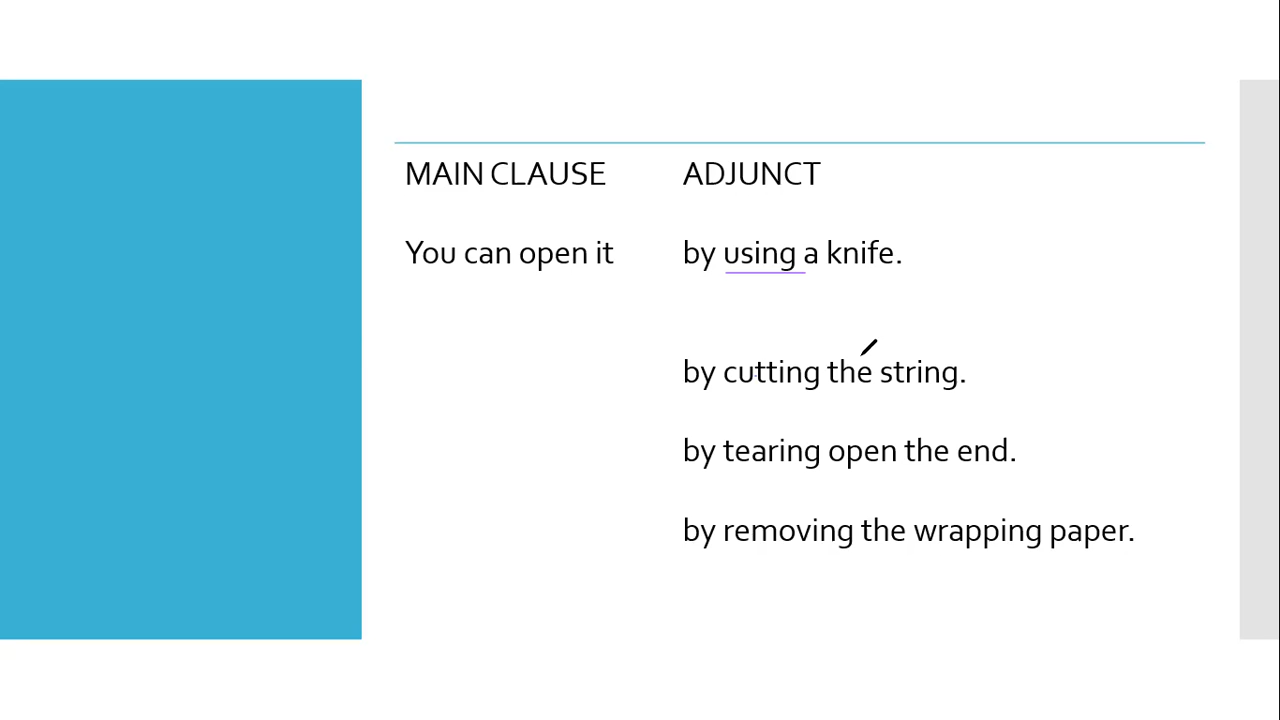 MAIN CLAUSE ADJUNCT
You can open it by using a knife.
by cutting the string.
by tearing open the end.
by removing the wrapping paper.